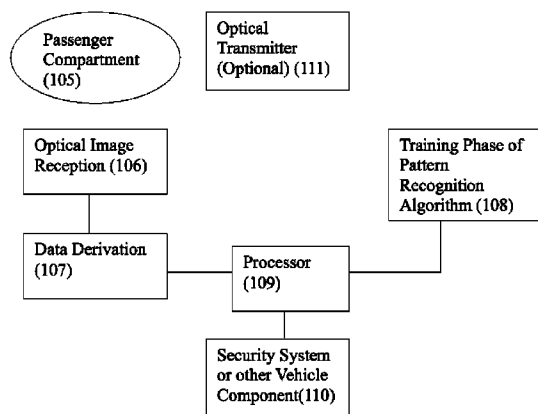 Passenger
Compartment
(105)
Optical
Transmitter
(Optional) (111)
Optical Image
Reception (106)
Training Phase of
Pattern
Recognition
Algorithm (108)
Data Derivation
(107)
Processor
(109)
Security System
or other Vehicle
Component(110)